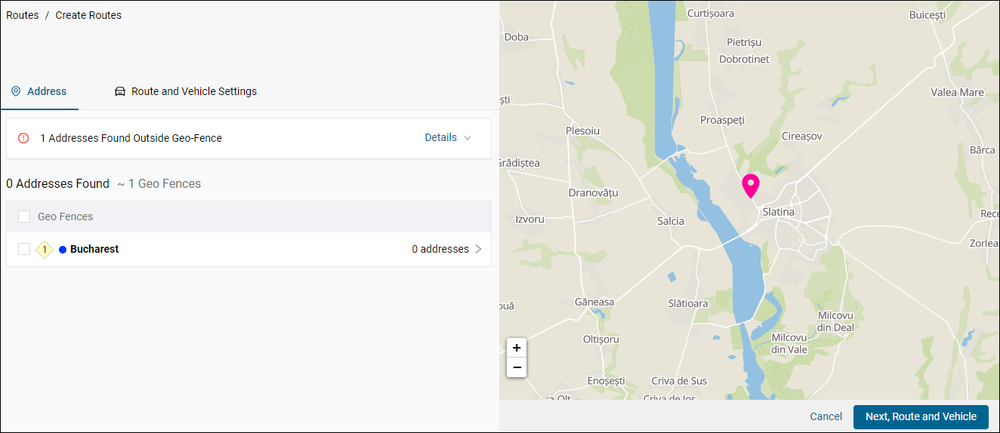 Routes / Create Routes
Address
Route and Vehicle Settings
1 Addresses Found Outside Geo-Fence
Details
0 Addresses Found ~ 1 Geo Fences
Geo Fences
1 Bucharest
0 addresses
Curtișoara
Buicești
Doba
Pietrișu
Dobrotinet
Valea Mare
ști
Proaspeți
Plesoiu
Cireașov
Bârca
Grădiștea
Dranovățu
Slatina
Izvoru
Salcia
Rece
Zorleas
Găneasa
Slătioara
ouă
Milcovu
din Deal
Oltișoru
Milcovu
din Vale
+
−
Enoșești
Criva de Sus
Criva de Jos
Cancel
Next, Route and Vehicle